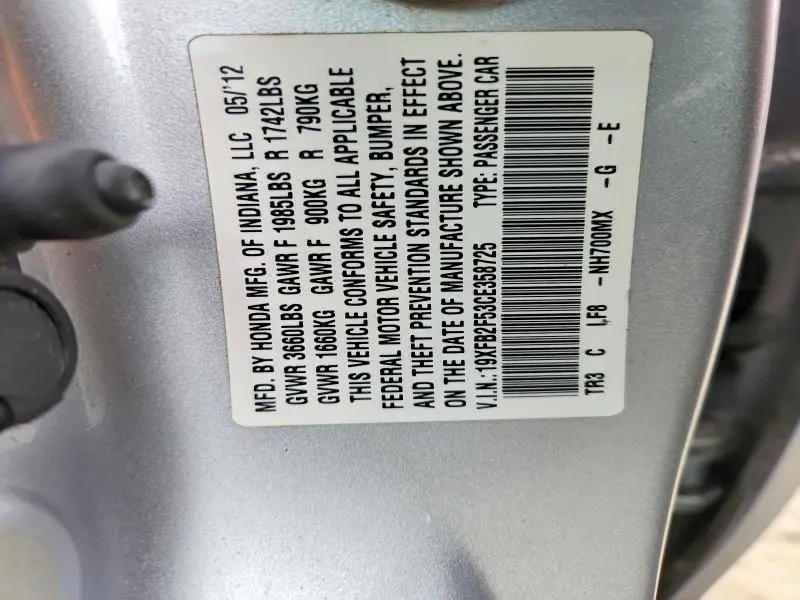 MFD. BY HONDA MFG. OF INDIANA, LLC 05/'12
GVWR 3660LBS GAWR F 1985LBS R 1742LBS
GVWR 1660KG GAWR F 900KG R 790KG
THIS VEHICLE CONFORMS TO ALL APPLICABLE
FEDERAL MOTOR VEHICLE SAFETY, BUMPER,
AND THEFT PREVENTION STANDARDS IN EFFECT
ON THE DATE OF MANUFACTURE SHOWN ABOVE.
V.I.N.: 19XFB2F53CE358725 TYPE: PASSENGER CAR
TR3 C LF8 -NH700MX -G -E